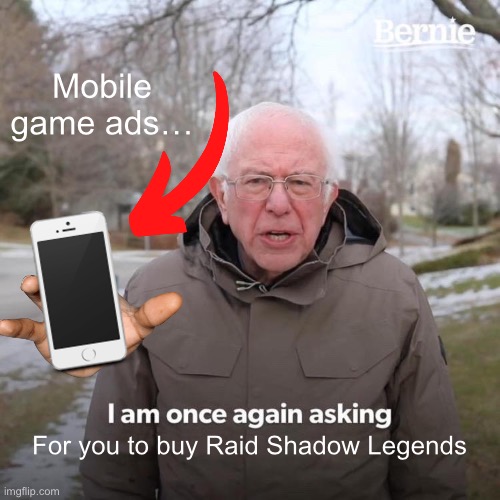 Bernie
Mobile
game ads…
I am once again asking
For you to buy Raid Shadow Legends
imgflip.com